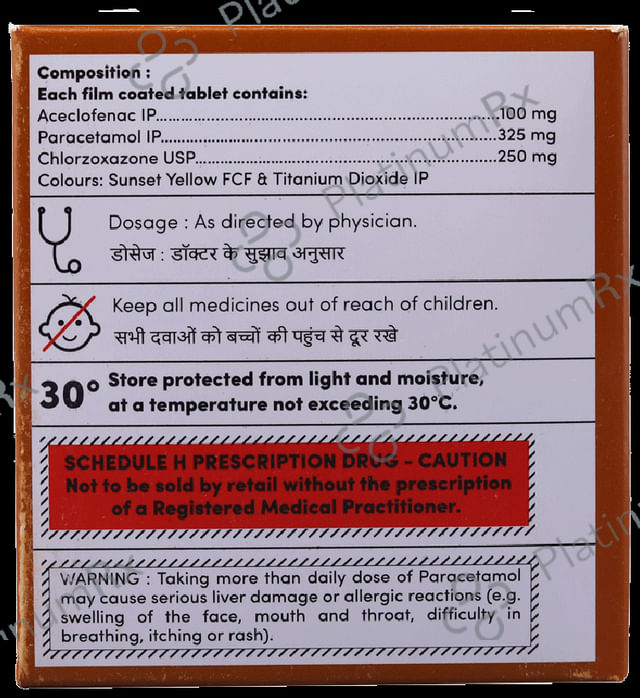 Composition :
Each film coated tablet contains:
Aceclofenac IP........................................................100 mg
Paracetamol IP........................................................325 mg
Chlorzoxazone USP..................................................250 mg
Colours: Sunset Yellow FCF & Titanium Dioxide IP
Dosage : As directed by physician.
डोसेज : डॉक्टर के सुझाव अनुसार
Keep all medicines out of reach of children.
सभी दवाओं को बच्चों की पहुंच से दूर रखे
30° Store protected from light and moisture,
at a temperature not exceeding 30°C.
SCHEDULE H PRESCRIPTION DRUG - CAUTION
Not to be sold by retail without the prescription
of a Registered Medical Practitioner.
WARNING : Taking more than daily dose of Paracetamol
may cause serious liver damage or allergic reactions (e.g.
swelling of the face, mouth and throat, difficulty in
breathing, itching or rash).
PlatinumRx
PlatinumRx
PlatinumRx